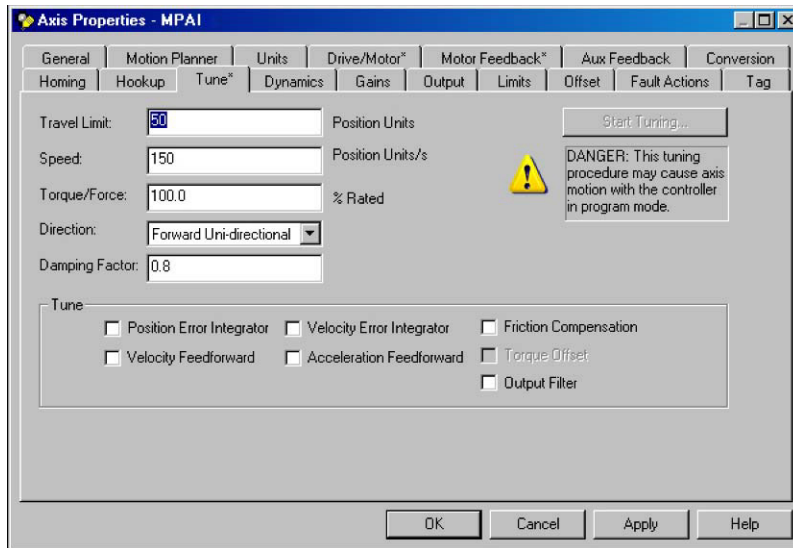 Axis Properties - MPAI
General Motion Planner Units Drive/Motor* Motor Feedback* Aux Feedback Conversion
Homing Hookup Tune* Dynamics Gains Output Limits Offset Fault Actions Tag
Travel Limit: 50 Position Units Start Tuning...
Speed: 150 Position Units/s
DANGER: This tuning
procedure may cause axis
motion with the controller
in program mode.
Torque/Force: 100.0 % Rated
Direction: Forward Uni-directional
Damping Factor: 0.8
Tune
Position Error Integrator Velocity Error Integrator Friction Compensation
Velocity Feedforward Acceleration Feedforward Torque Offset
Output Filter
OK Cancel Apply Help